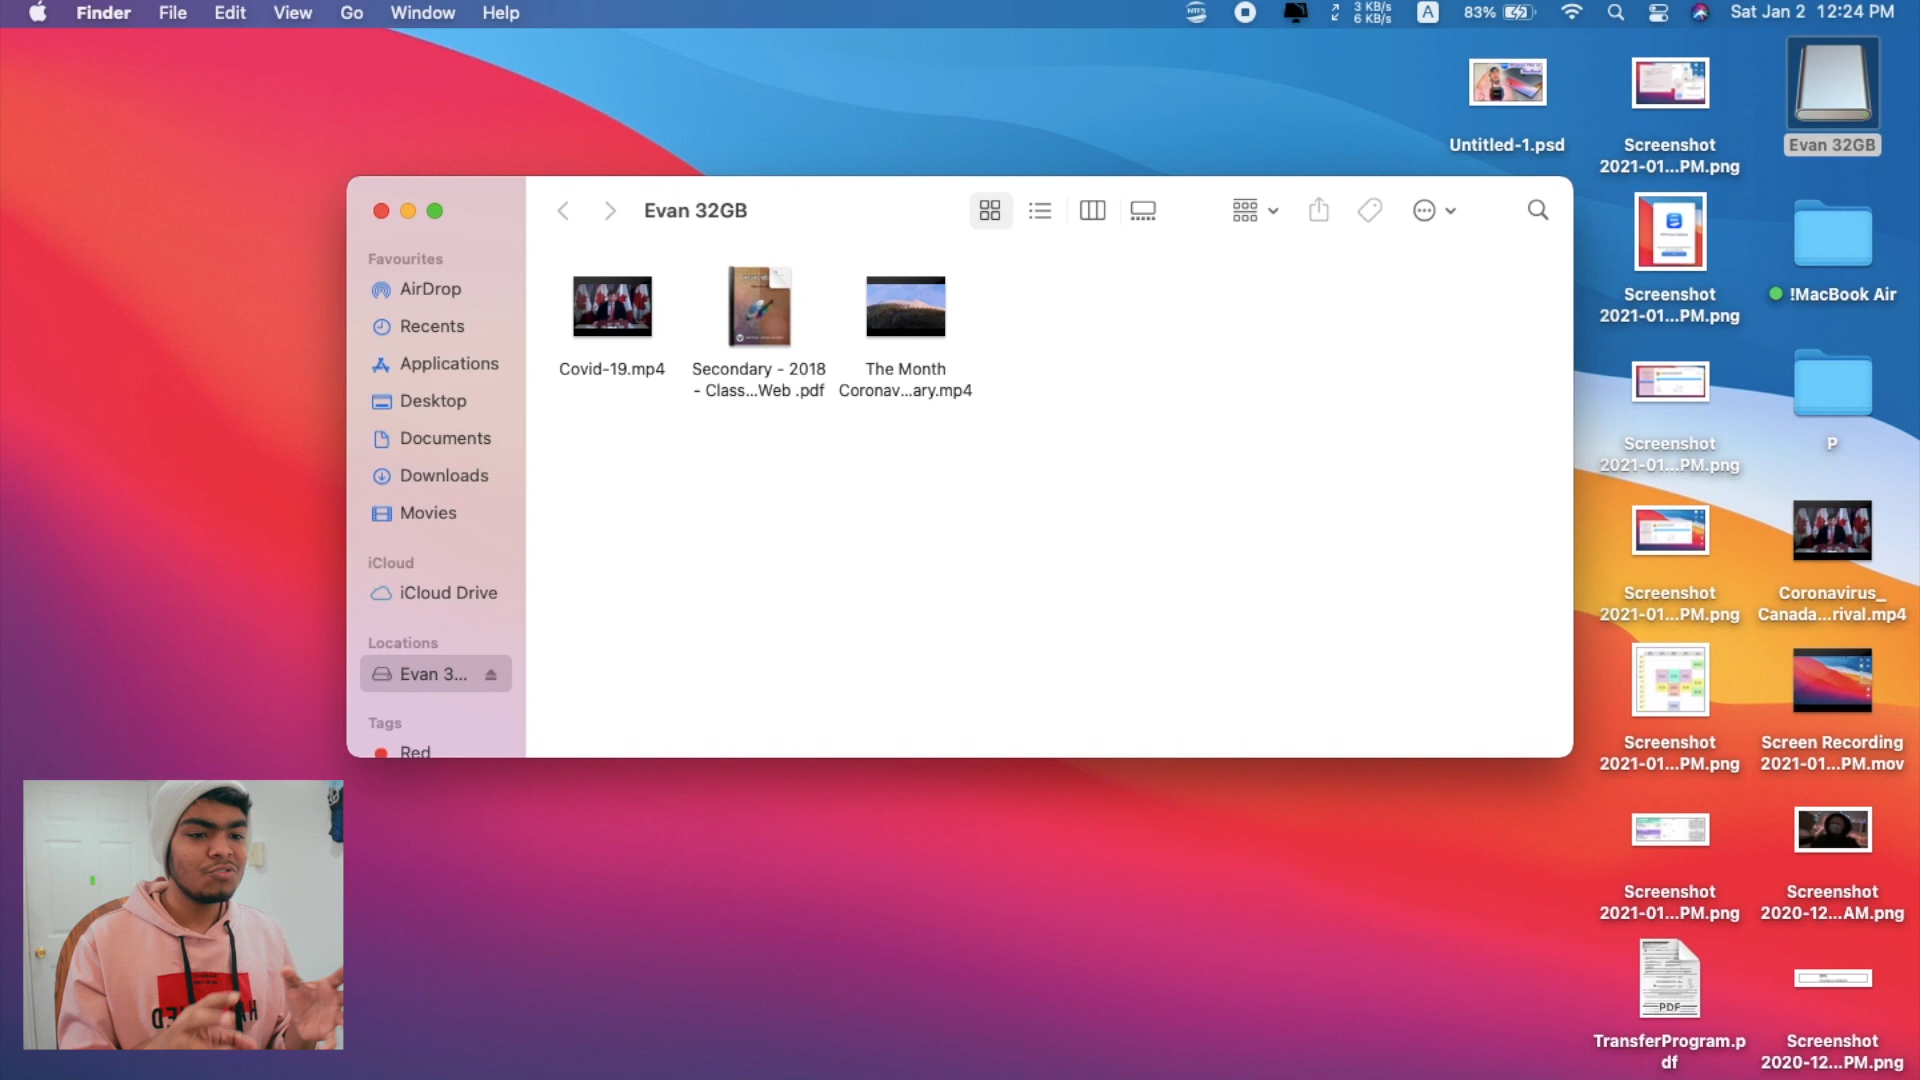 Finder File Edit View Go Window Help
NTFS
3 KB/s
6 KB/s
A
83%
Sat Jan 2 12:24 PM
Untitled-1.psd
Screenshot
2021-01...PM.png
Evan 32GB
Evan 32GB
Favourites
AirDrop
Recents
Applications
Desktop
Documents
Downloads
Movies
iCloud
iCloud Drive
Locations
Evan 3...
Tags
Red
Covid-19.mp4
Secondary - 2018
- Class...Web .pdf
The Month
Coronav...ary.mp4
Screenshot
2021-01...PM.png
!MacBook Air
Screenshot
2021-01...PM.png
P
Screenshot
2021-01...PM.png
Coronavirus_
Canada...rival.mp4
Screenshot
2021-01...PM.png
Screen Recording
2021-01...PM.mov
Screenshot
2021-01...PM.png
Screenshot
2020-12...AM.png
PDF
TransferProgram.p
df
Screenshot
2020-12...PM.png